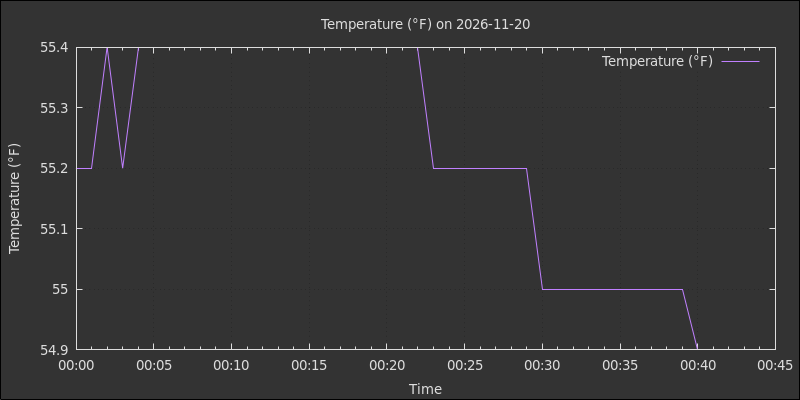 Temperature (°F) on 2026-11-20
Temperature (°F)
55.4
55.3
55.2
55.1
55
54.9
Temperature (°F)
00:00 00:05 00:10 00:15 00:20 00:25 00:30 00:35 00:40 00:45
Time